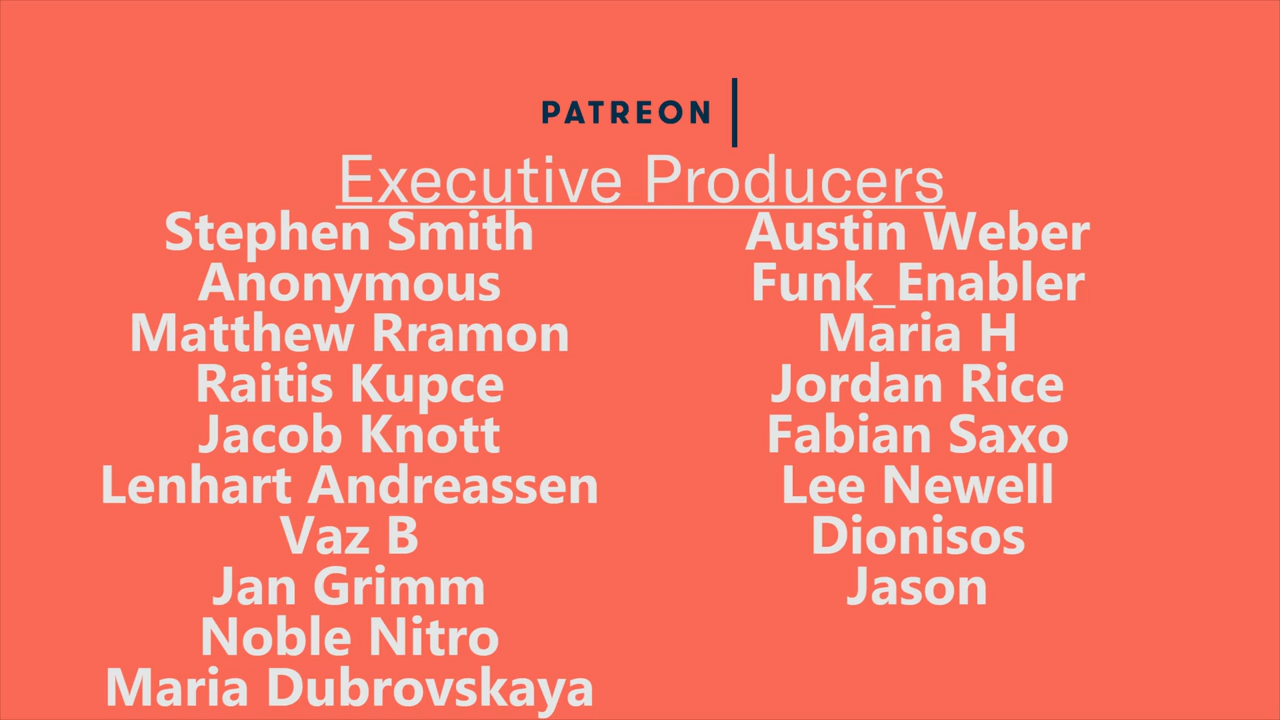 PATREON
Executive Producers
Stephen Smith
Anonymous
Matthew Rramon
Raitis Kupce
Jacob Knott
Lenhart Andreassen
Vaz B
Jan Grimm
Noble Nitro
Maria Dubrovskaya
Austin Weber
Funk_Enabler
Maria H
Jordan Rice
Fabian Saxo
Lee Newell
Dionisos
Jason